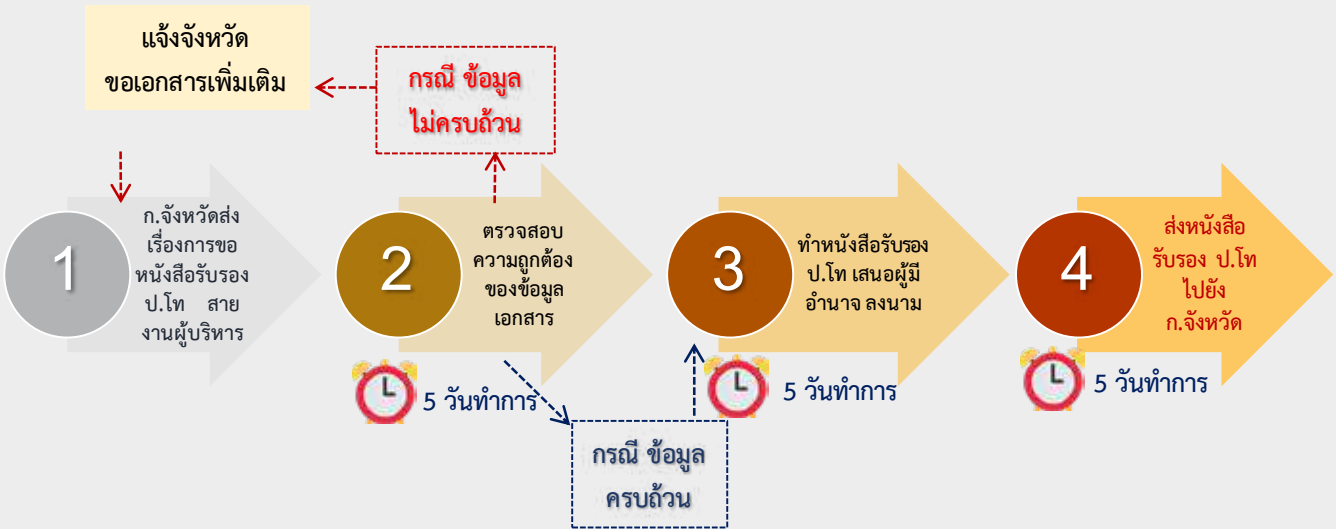 แจ้งจังหวัด
ขอเอกสารเพิ่มเติม
กรณี ข้อมูล
ไม่ครบถ้วน
1
ก.จังหวัดส่ง
เรื่องการขอ
หนังสือรับรอง
ป.โท สาย
งานผู้บริหาร
2
ตรวจสอบ
ความถูกต้อง
ของข้อมูล
เอกสาร
5 วันทำการ
กรณี ข้อมูล
ครบถ้วน
3
ทำหนังสือรับรอง
ป.โท เสนอผู้มี
อำนาจ ลงนาม
5 วันทำการ
4
ส่งหนังสือ
รับรอง ป.โท
ไปยัง
ก.จังหวัด
5 วันทำการ